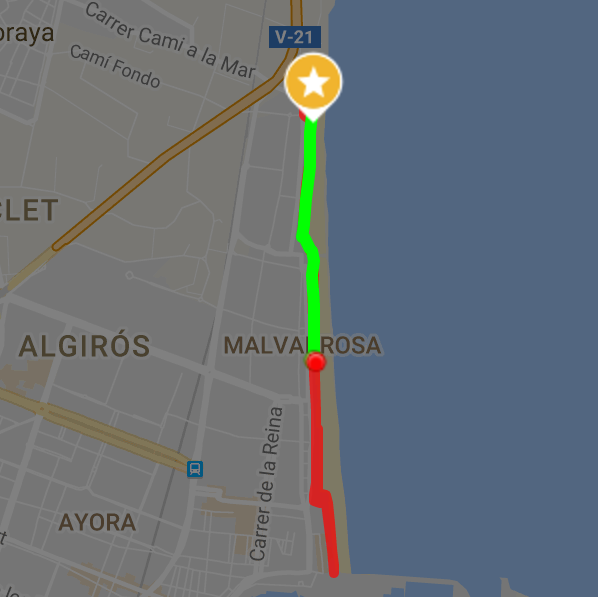 oraya
Carrer Camí a la Mar
V-21
Camí Fondo
CLET
ALGIRÓS
MALVARROSA
Carrer de la Reina
AYORA